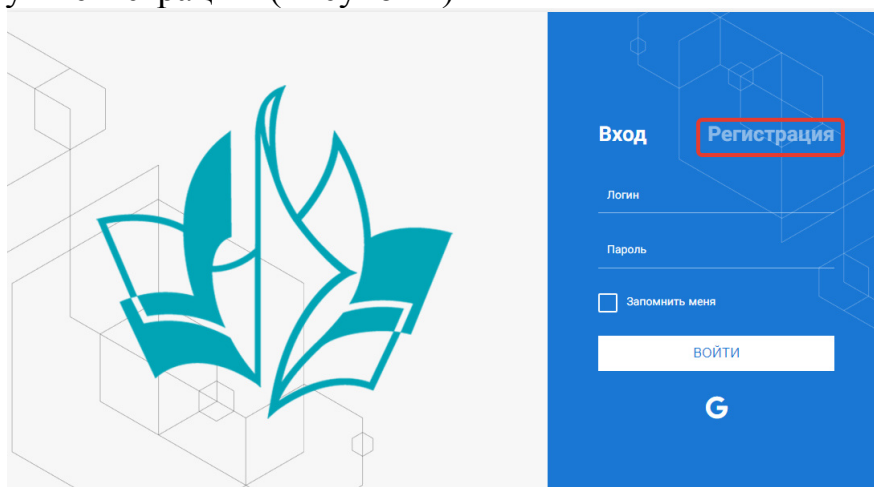 Вход Регистрация
Логин
Пароль
Запомнить меня
ВОЙТИ
G